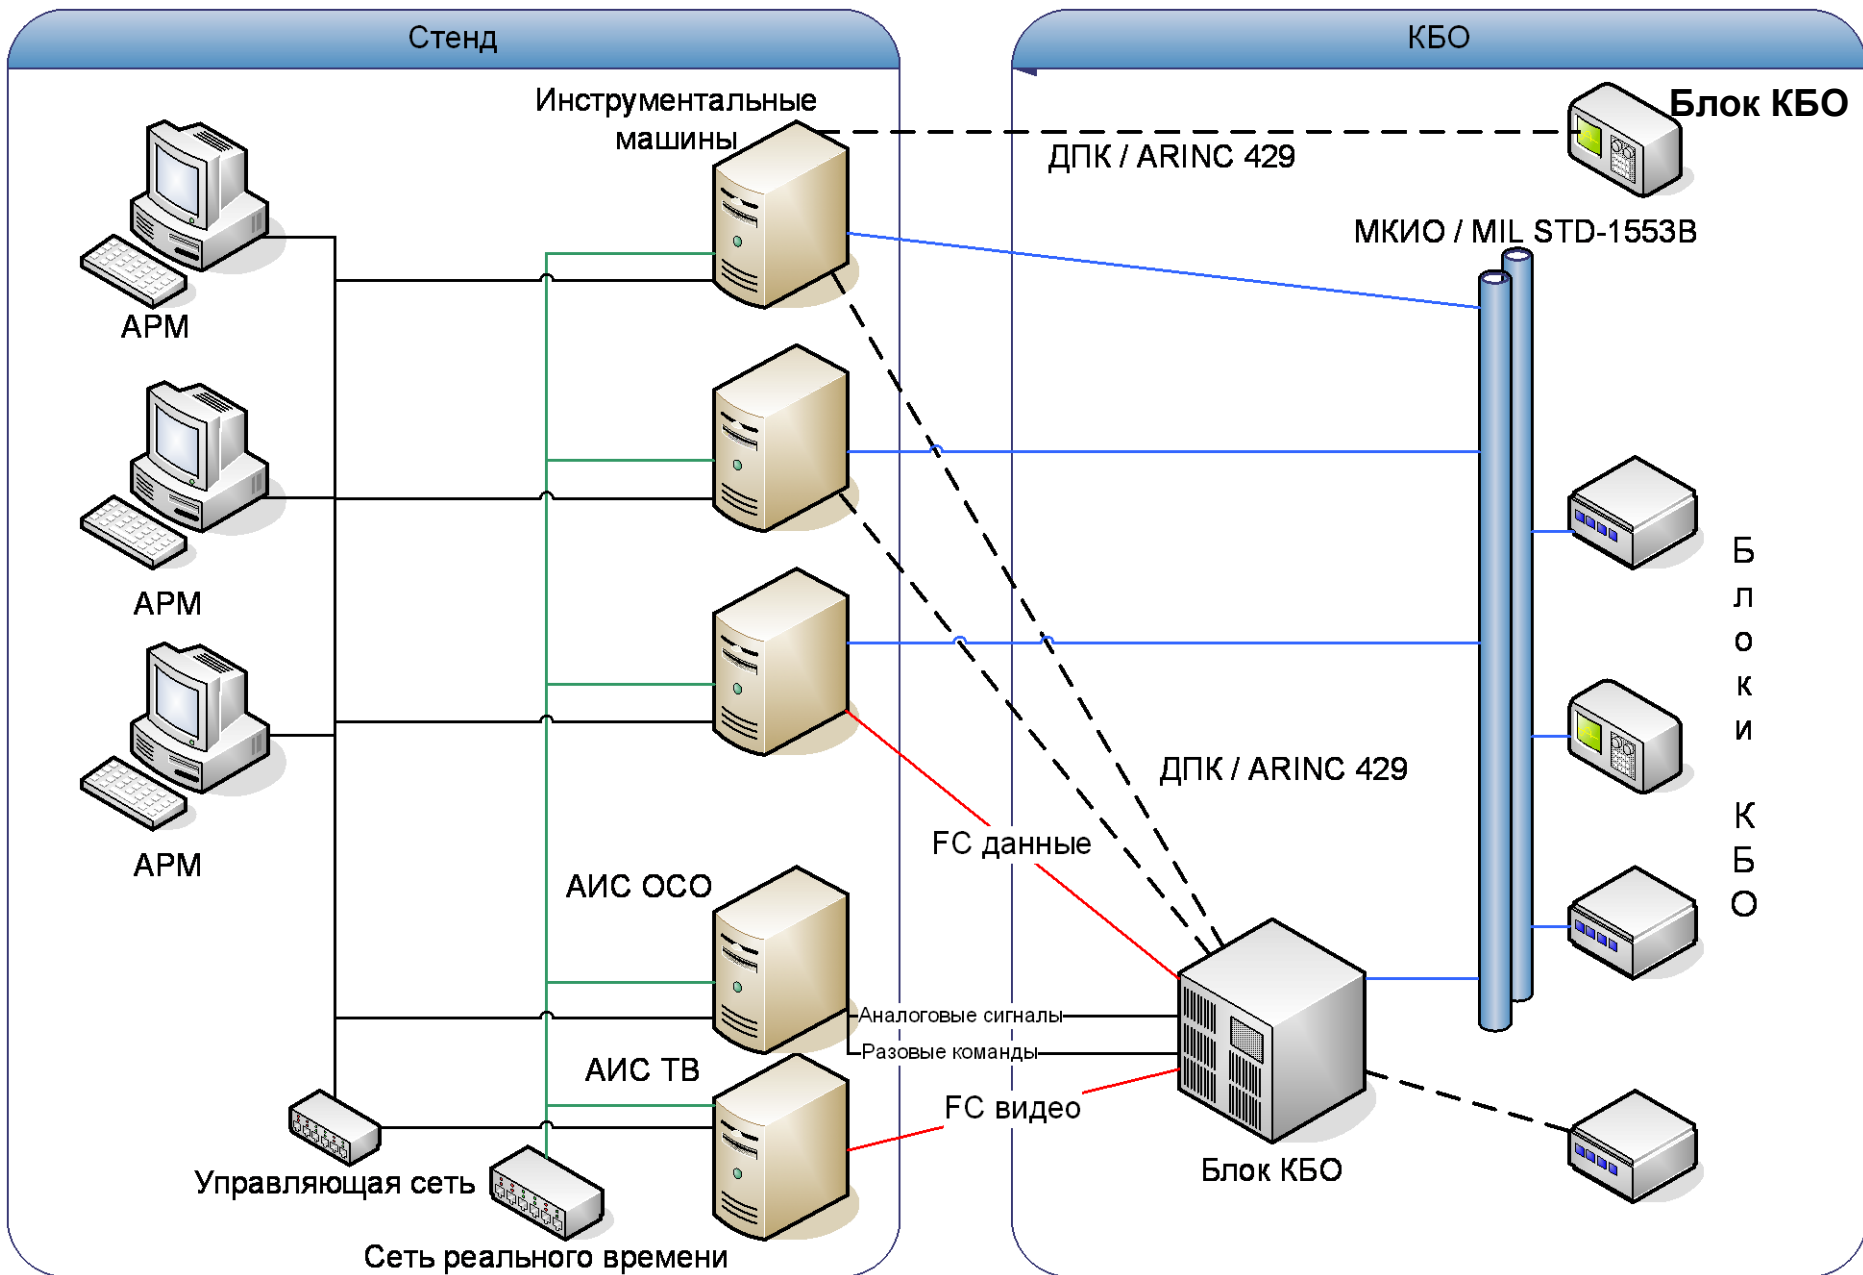 Стенд
КБО
Инструментальные
машины
Блок КБО
ДПК / ARINC 429
МКИО / MIL STD-1553B
АРМ
АРМ
АРМ
Блоки КБО
ДПК / ARINC 429
FC данные
АИС ОСО
Аналоговые сигналы
Разовые команды
АИС ТВ
FC видео
Блок КБО
Управляющая сеть
Сеть реального времени